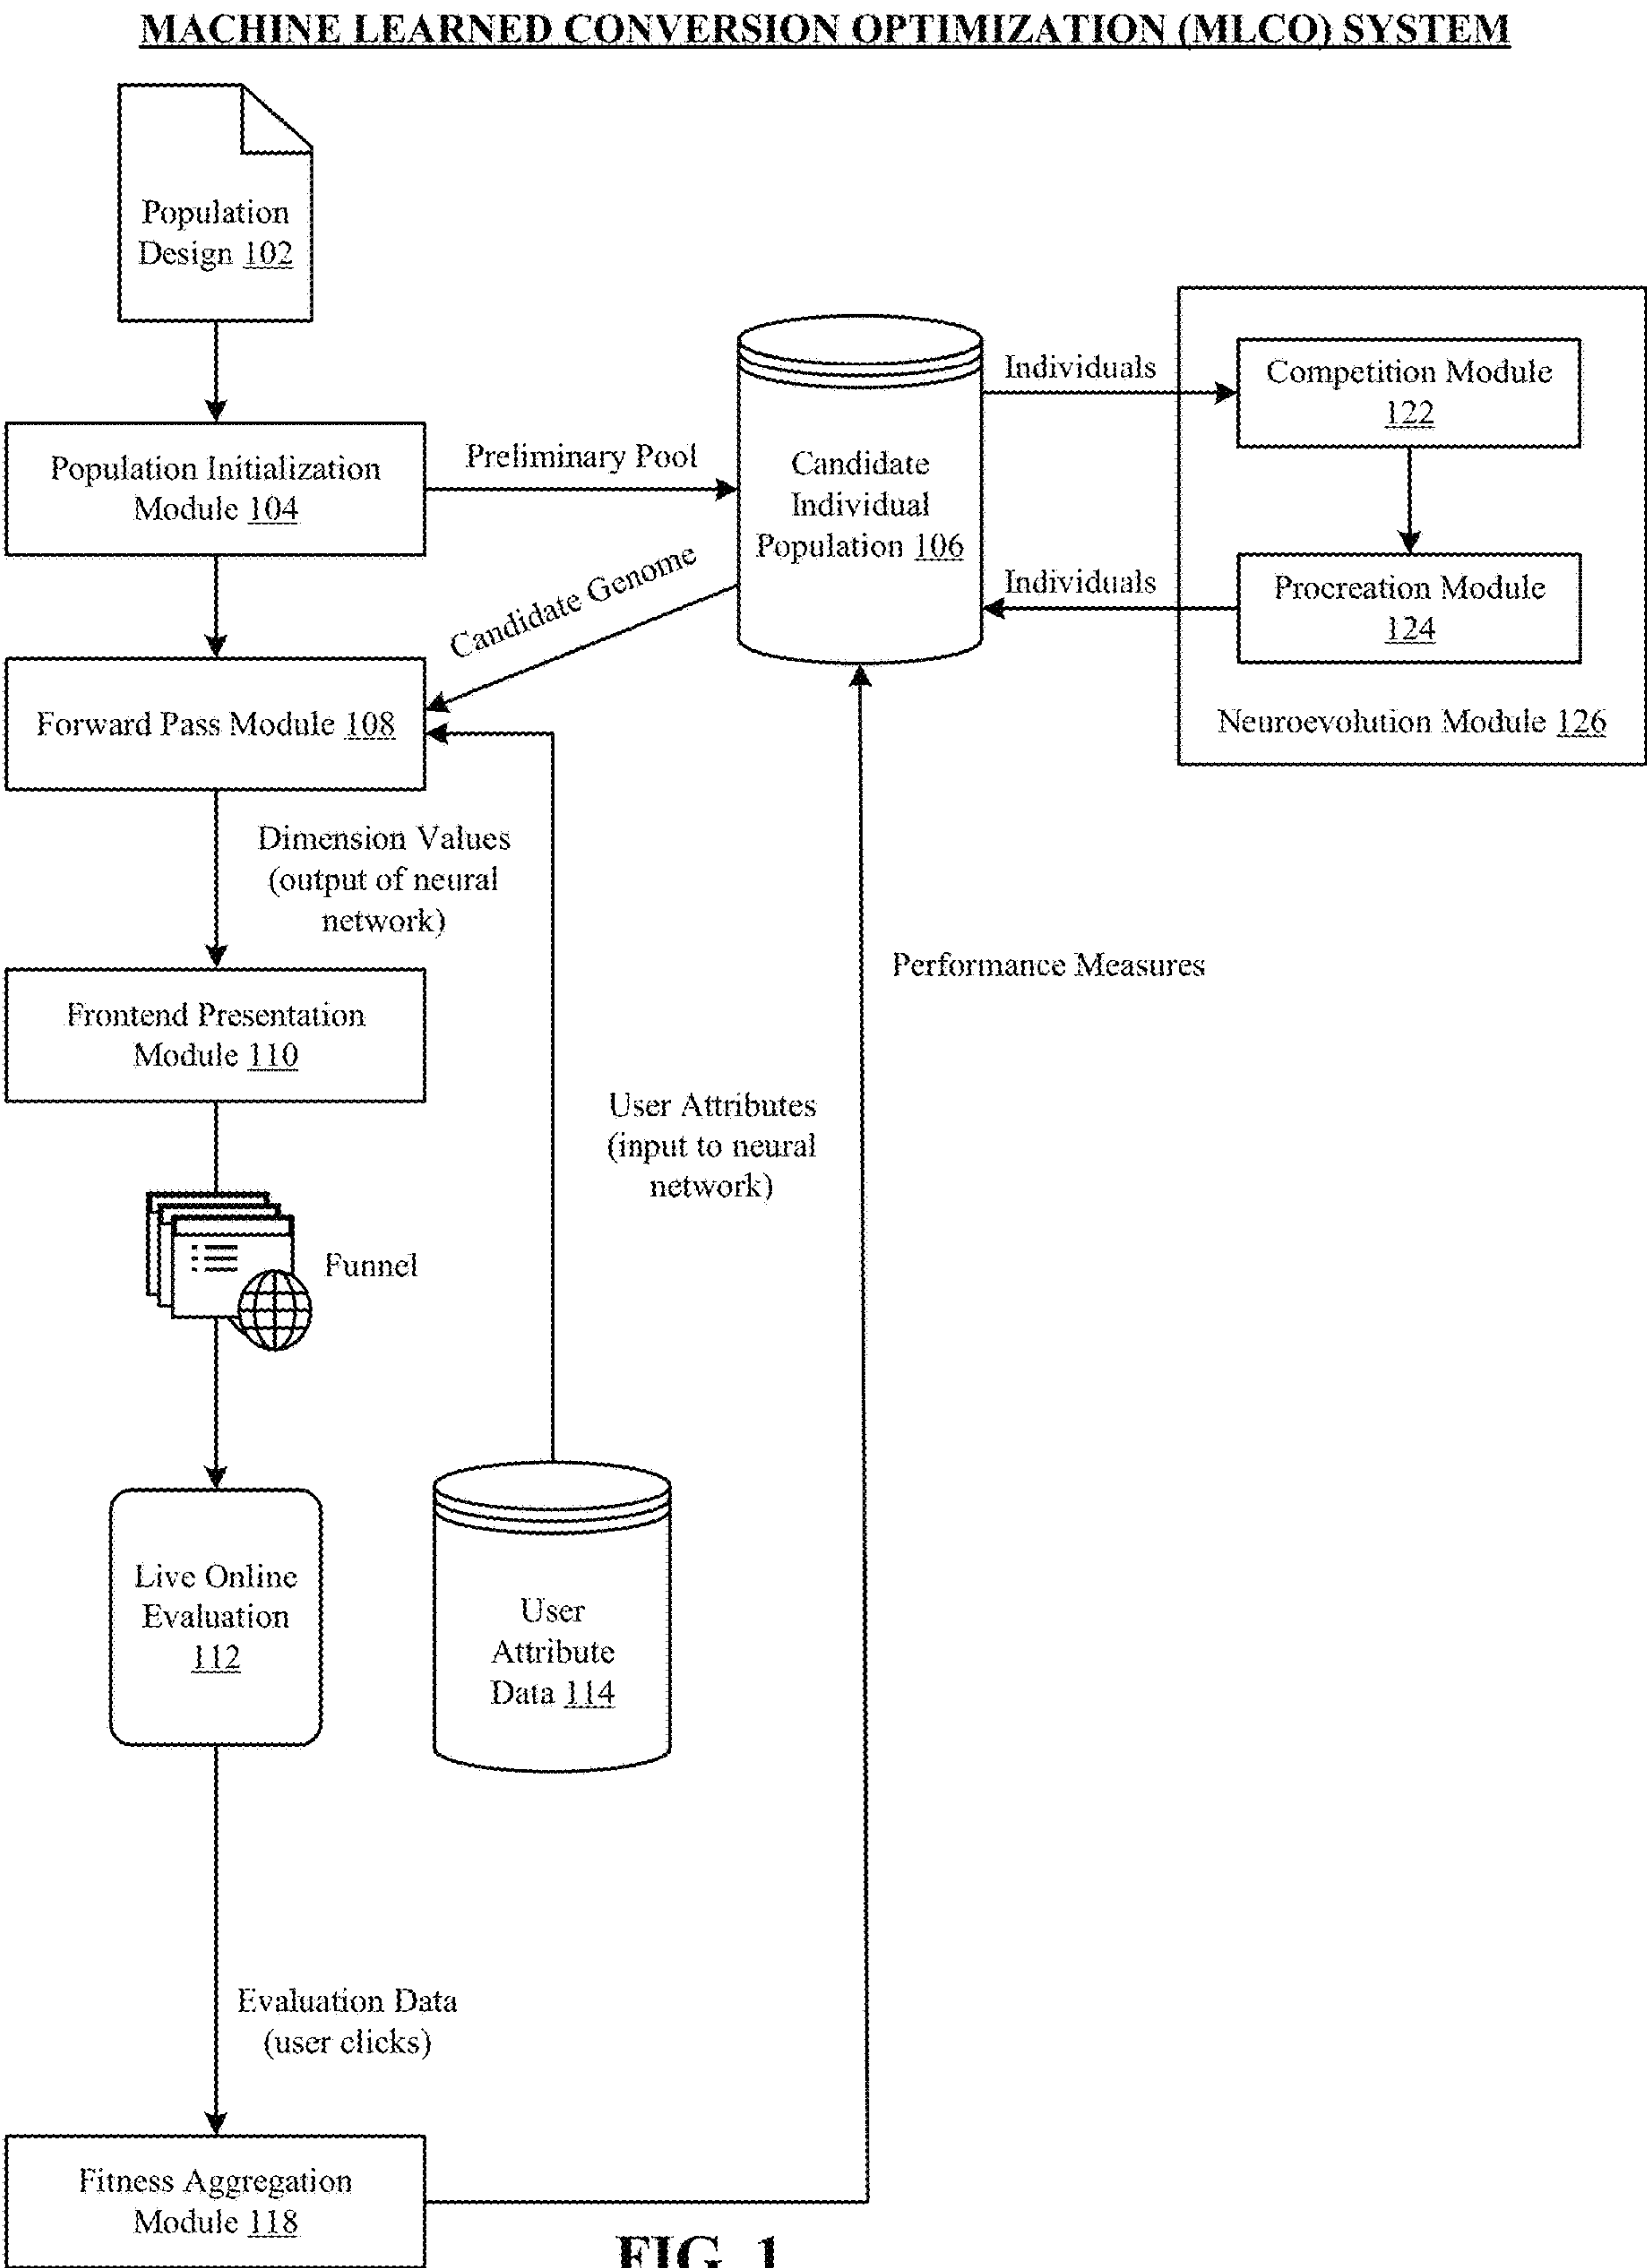 MACHINE LEARNED CONVERSION OPTIMIZATION (MLCO) SYSTEM
Population
Design 102
Individuals
Competition Module
122
Population Initialization
Module 104
Preliminary Pool
Candidate
Individual
Population 106
Candidate Genome
Individuals
Procreation Module
124
Forward Pass Module 108
Neuroevolution Module 126
Dimension Values
(output of neural
network)
Performance Measures
Frontend Presentation
Module 110
User Attributes
(input to neural
network)
Funnel
Live Online
Evaluation
112
User
Attribute
Data 114
Evaluation Data
(user clicks)
Fitness Aggregation
Module 118
FIG. 1